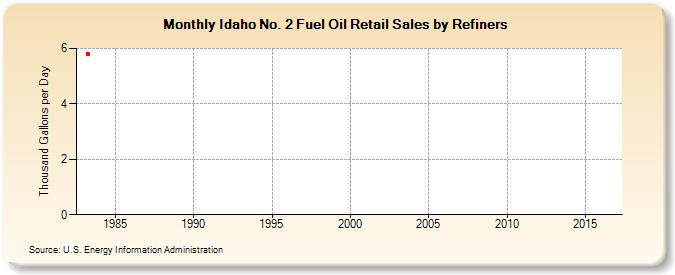 Monthly Idaho No. 2 Fuel Oil Retail Sales by Refiners
Thousand Gallons per Day
6
4
2
0
1985 1990 1995 2000 2005 2010 2015
Source: U.S. Energy Information Administration